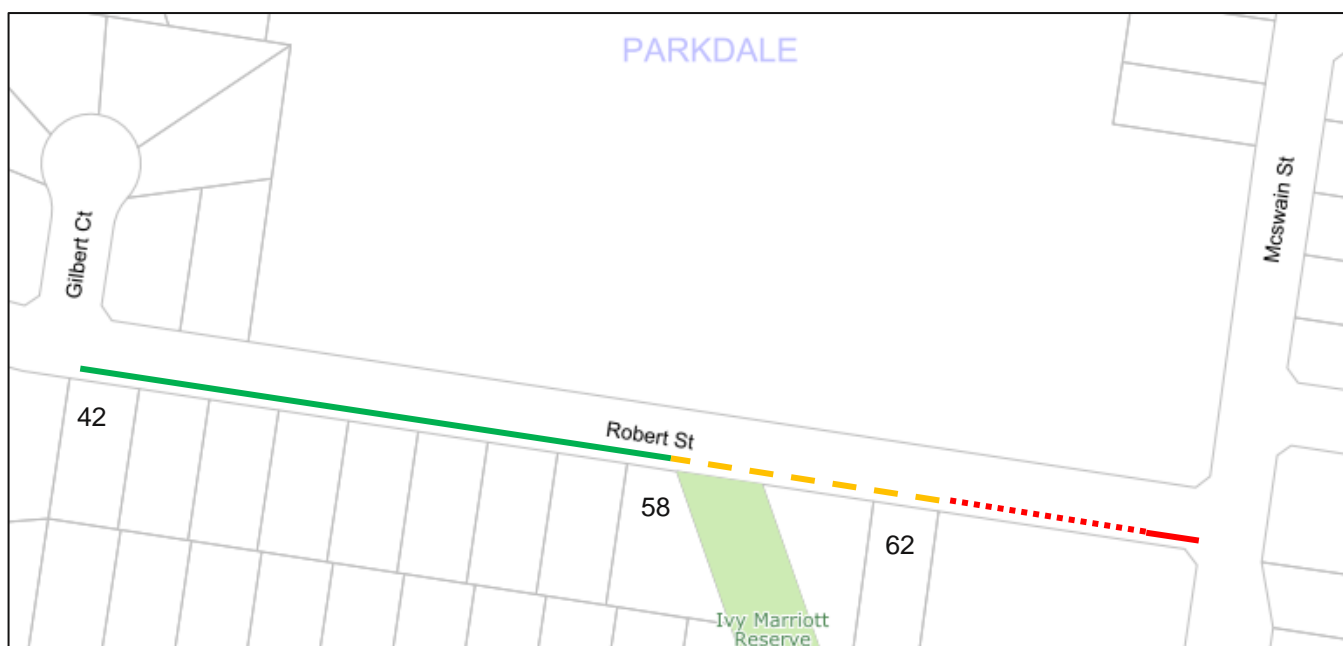 PARKDALE
Mcswain St
Gilbert Ct
42
Robert St
58
62
Ivy Marriott
Reserve